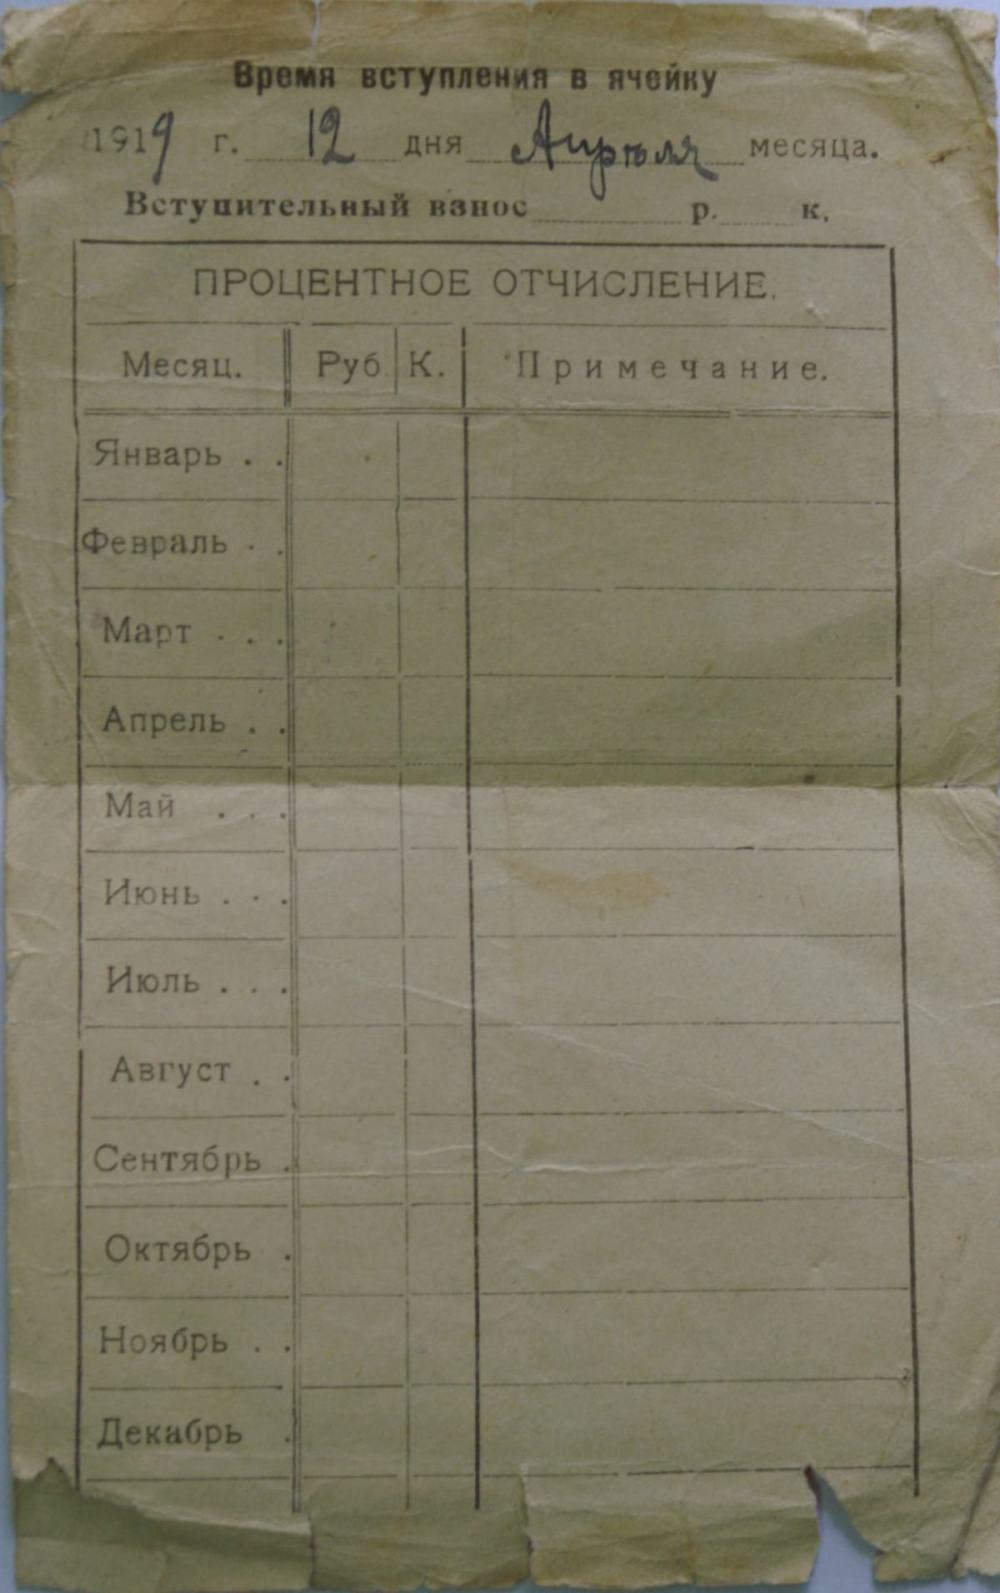 Время вступления в ячейку
1919 г. 12 дня Апреля месяца.
Вступительный взнос р. к.
ПРОЦЕНТНОЕ ОТЧИСЛЕНИЕ.
Месяц. Руб. К. Примечание.
Январь . .
Февраль . .
Март . . .
Апрель . .
Май . . .
Июнь . . .
Июль . . .
Август . .
Сентябрь .
Октябрь .
Ноябрь . .
Декабрь .